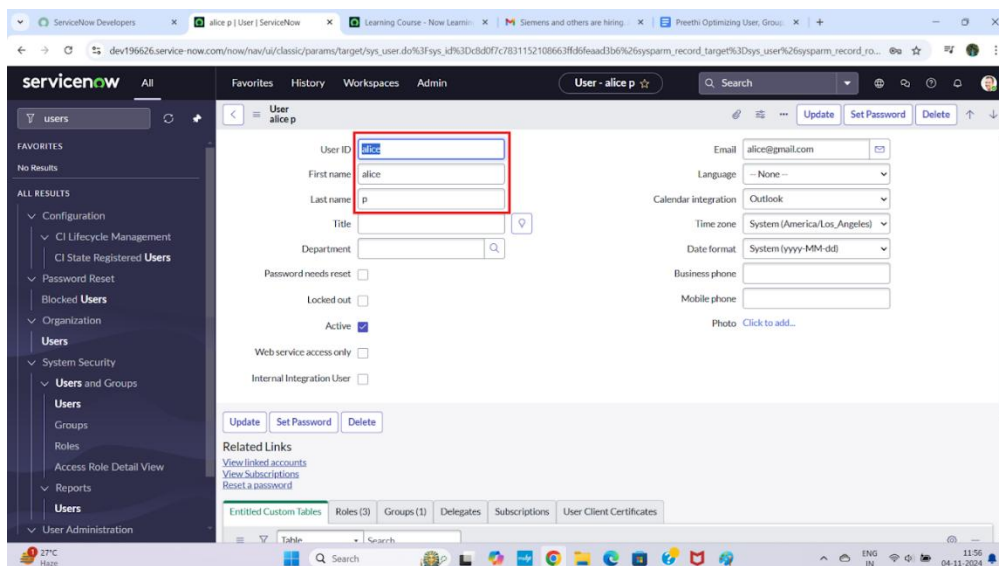 ServiceNow Developers
alice p | User | ServiceNow
Learning Course - Now Learnin
Siemens and others are hiring.
Preethi Optimizing User, Group
dev196626.service-now.com/now/nav/ui/classic/params/target/sys_user.do%3Fsys_id%3Dc8d0f7c7831152108663ffd6feaad3b6%26sysparm_record_target%3Dsys_user%26sysparm_record_ro...
servicenow All Favorites History Workspaces Admin User - alice p Search
users
User
alice p
Update Set Password Delete
FAVORITES
No Results
ALL RESULTS
Configuration
CI Lifecycle Management
CI State Registered Users
Password Reset
Blocked Users
Organization
Users
System Security
Users and Groups
Users
Groups
Roles
Access Role Detail View
Reports
Users
User Administration
User ID alice
First name alice
Last name p
Title
Department
Password needs reset
Locked out
Active
Web service access only
Internal Integration User
Email alice@gmail.com
Language -- None --
Calendar integration Outlook
Time zone System (America/Los_Angeles)
Date format System (yyyy-MM-dd)
Business phone
Mobile phone
Photo Click to add...
Update Set Password Delete
Related Links
View linked accounts
View Subscriptions
Reset a password
Entitled Custom Tables Roles (3) Groups (1) Delegates Subscriptions User Client Certificates
Table Search
27°C
Haze
Search
ENG
IN
11:56
04-11-2024